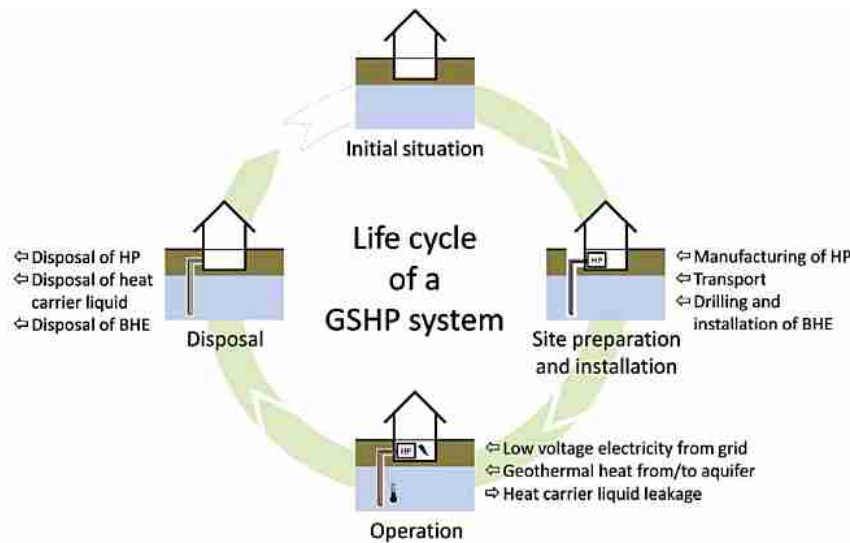 Initial situation
Life cycle
of a
GSHP system
⇦ Disposal of HP
⇦ Disposal of heat
carrier liquid
⇦ Disposal of BHE
Disposal
HP
⇦ Manufacturing of HP
⇦ Transport
⇦ Drilling and
installation of BHE
Site preparation
and installation
HP
⇦ Low voltage electricity from grid
⇦ Geothermal heat from/to aquifer
⇨ Heat carrier liquid leakage
Operation